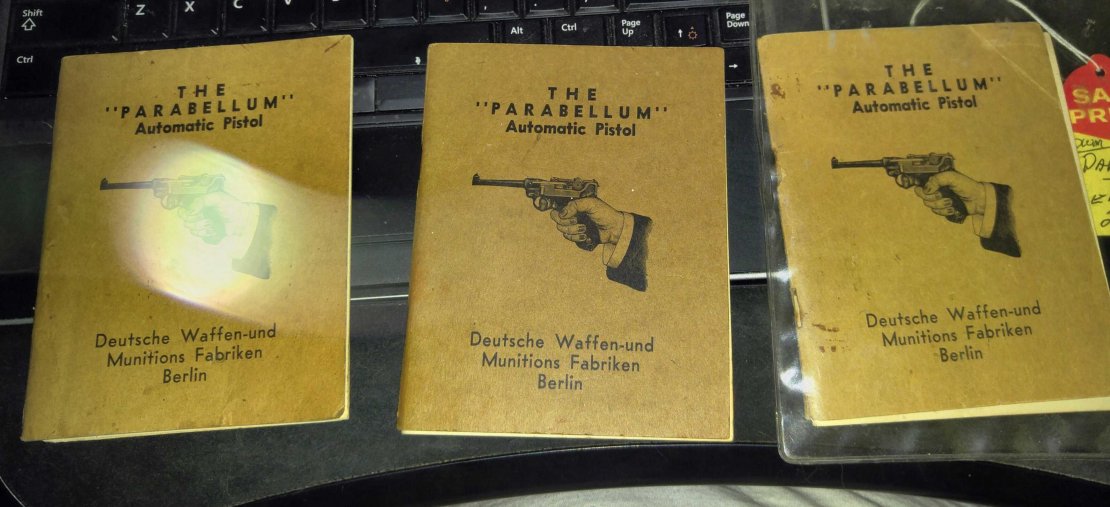 Shift
Z X C V B N M
Ctrl
Alt Ctrl Page Up Page Down
THE
"PARABELLUM"
Automatic Pistol
Deutsche Waffen-und
Munitions Fabriken
Berlin
THE
"PARABELLUM"
Automatic Pistol
Deutsche Waffen-und
Munitions Fabriken
Berlin
THE
"PARABELLUM"
Automatic Pistol
Deutsche Waffen-und
Munitions Fabriken
Berlin
SA
PR